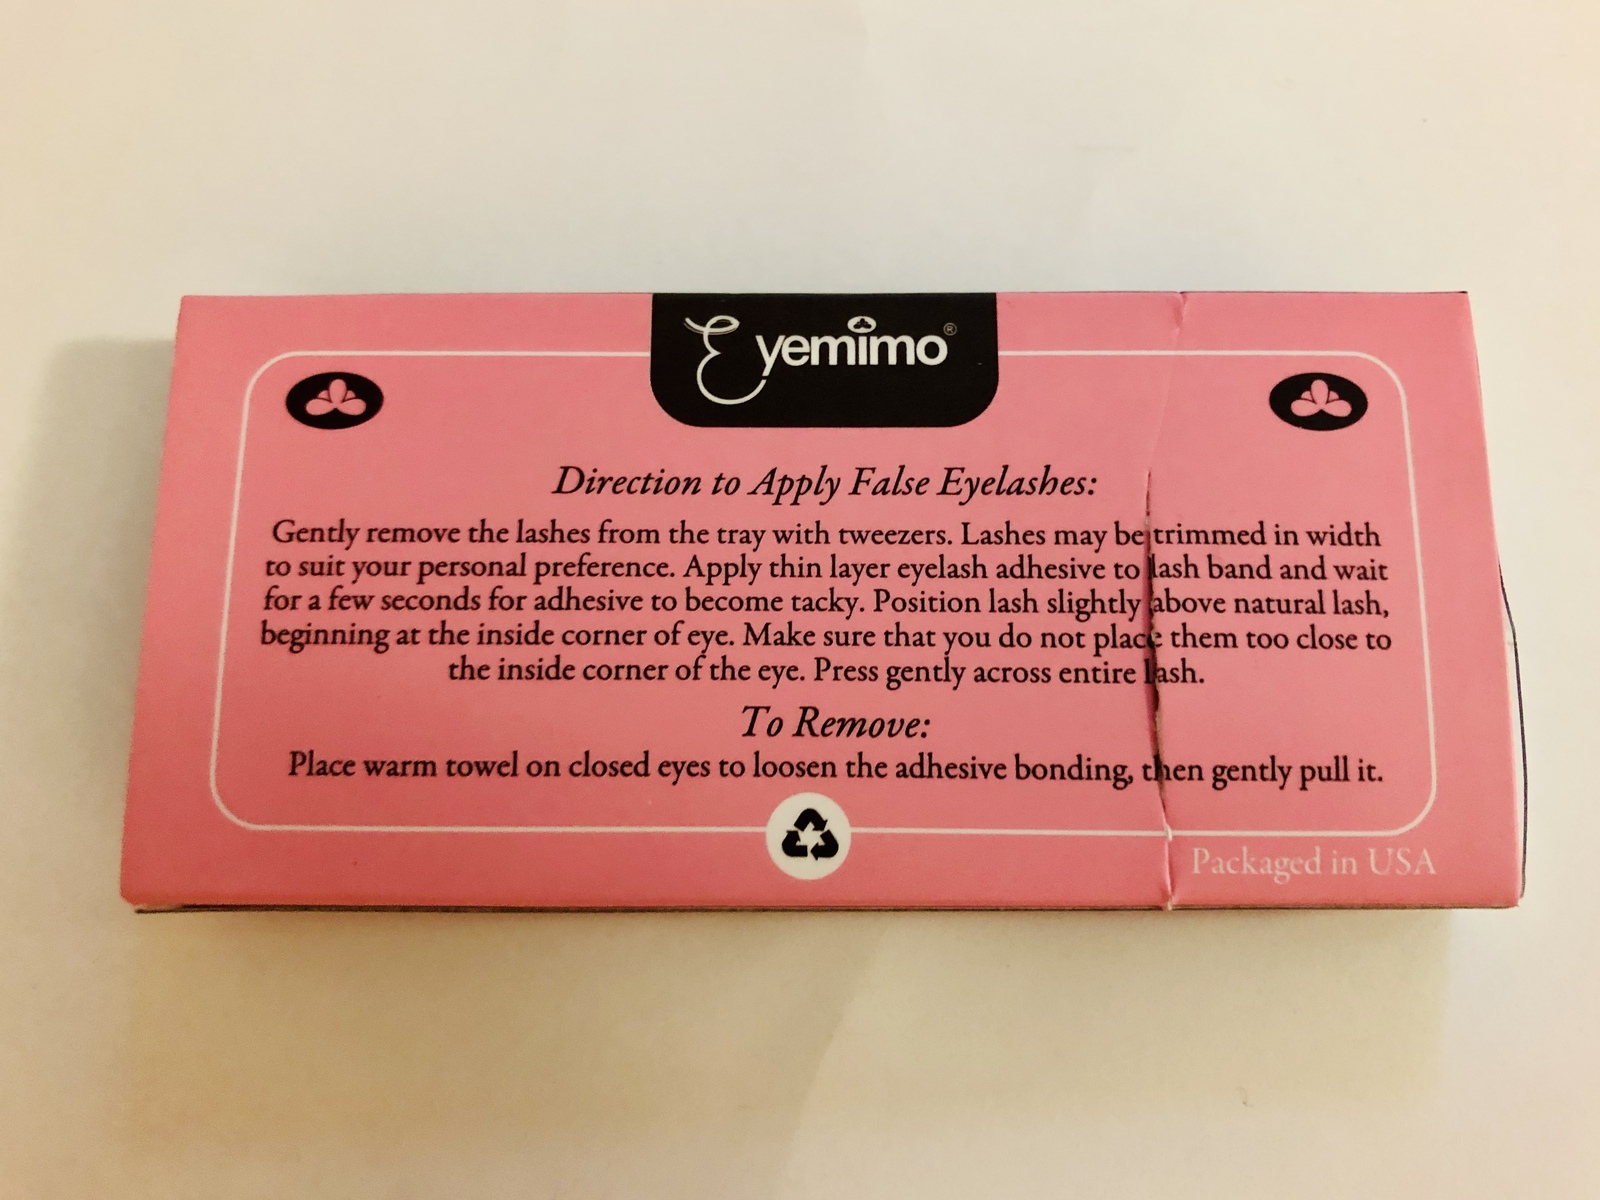 Eyemimo®
Direction to Apply False Eyelashes:
Gently remove the lashes from the tray with tweezers. Lashes may be trimmed in width
to suit your personal preference. Apply thin layer eyelash adhesive to lash band and wait
for a few seconds for adhesive to become tacky. Position lash slightly above natural lash,
beginning at the inside corner of eye. Make sure that you do not place them too close to
the inside corner of the eye. Press gently across entire lash.
To Remove:
Place warm towel on closed eyes to loosen the adhesive bonding, then gently pull it.
Packaged in USA